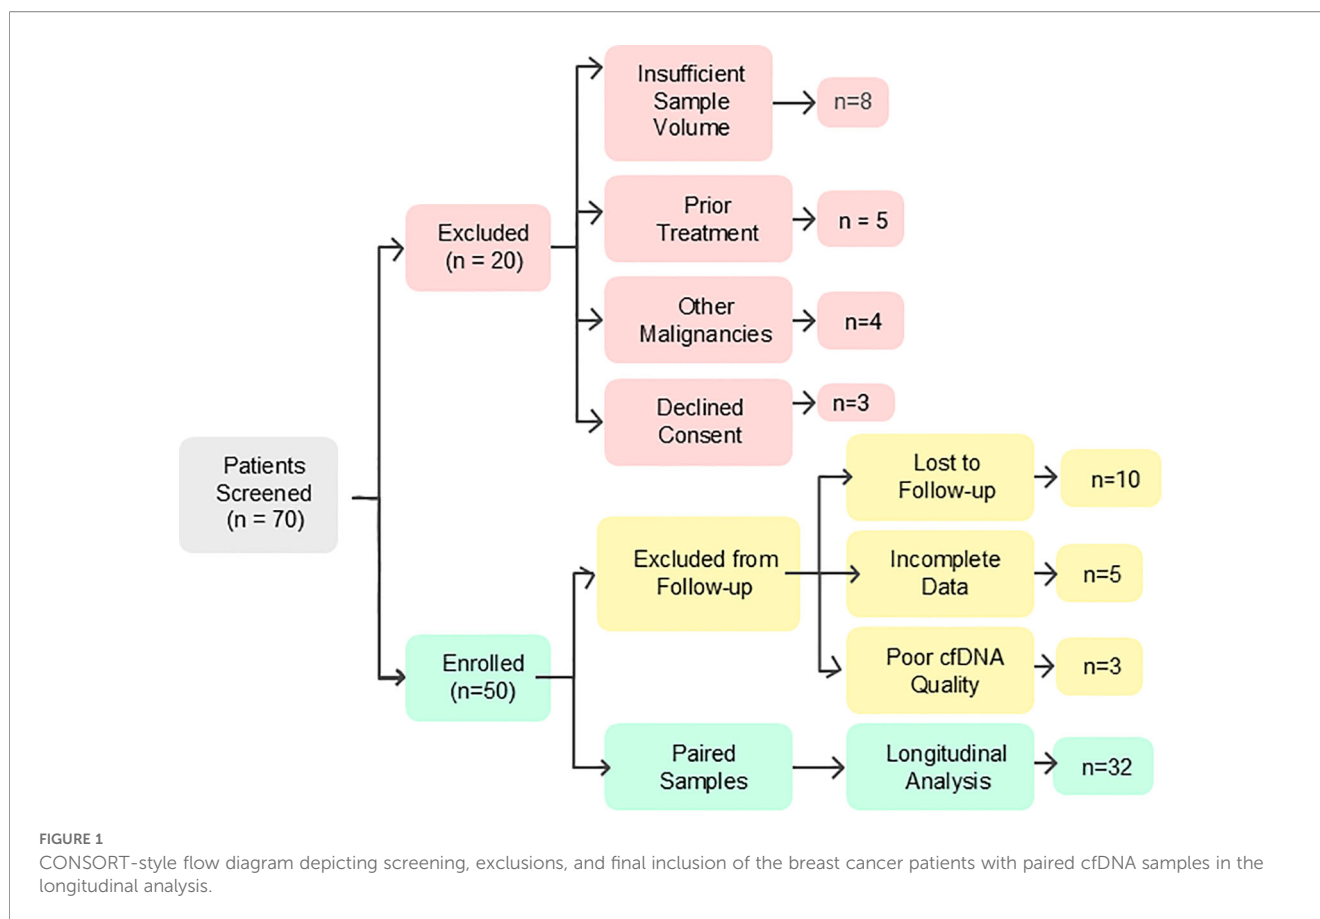 Insufficient
Sample
Volume
n=8
Prior
Treatment
n = 5
Excluded
(n = 20)
Other
Malignancies
n=4
Declined
Consent
n=3
Patients
Screened
(n = 70)
Lost to
Follow-up
n=10
Excluded from
Follow-up
Incomplete
Data
n=5
Enrolled
(n=50)
Poor cfDNA
Quality
n=3
Paired
Samples
Longitudinal
Analysis
n=32
FIGURE 1
CONSORT-style flow diagram depicting screening, exclusions, and final inclusion of the breast cancer patients with paired cfDNA samples in the
longitudinal analysis.